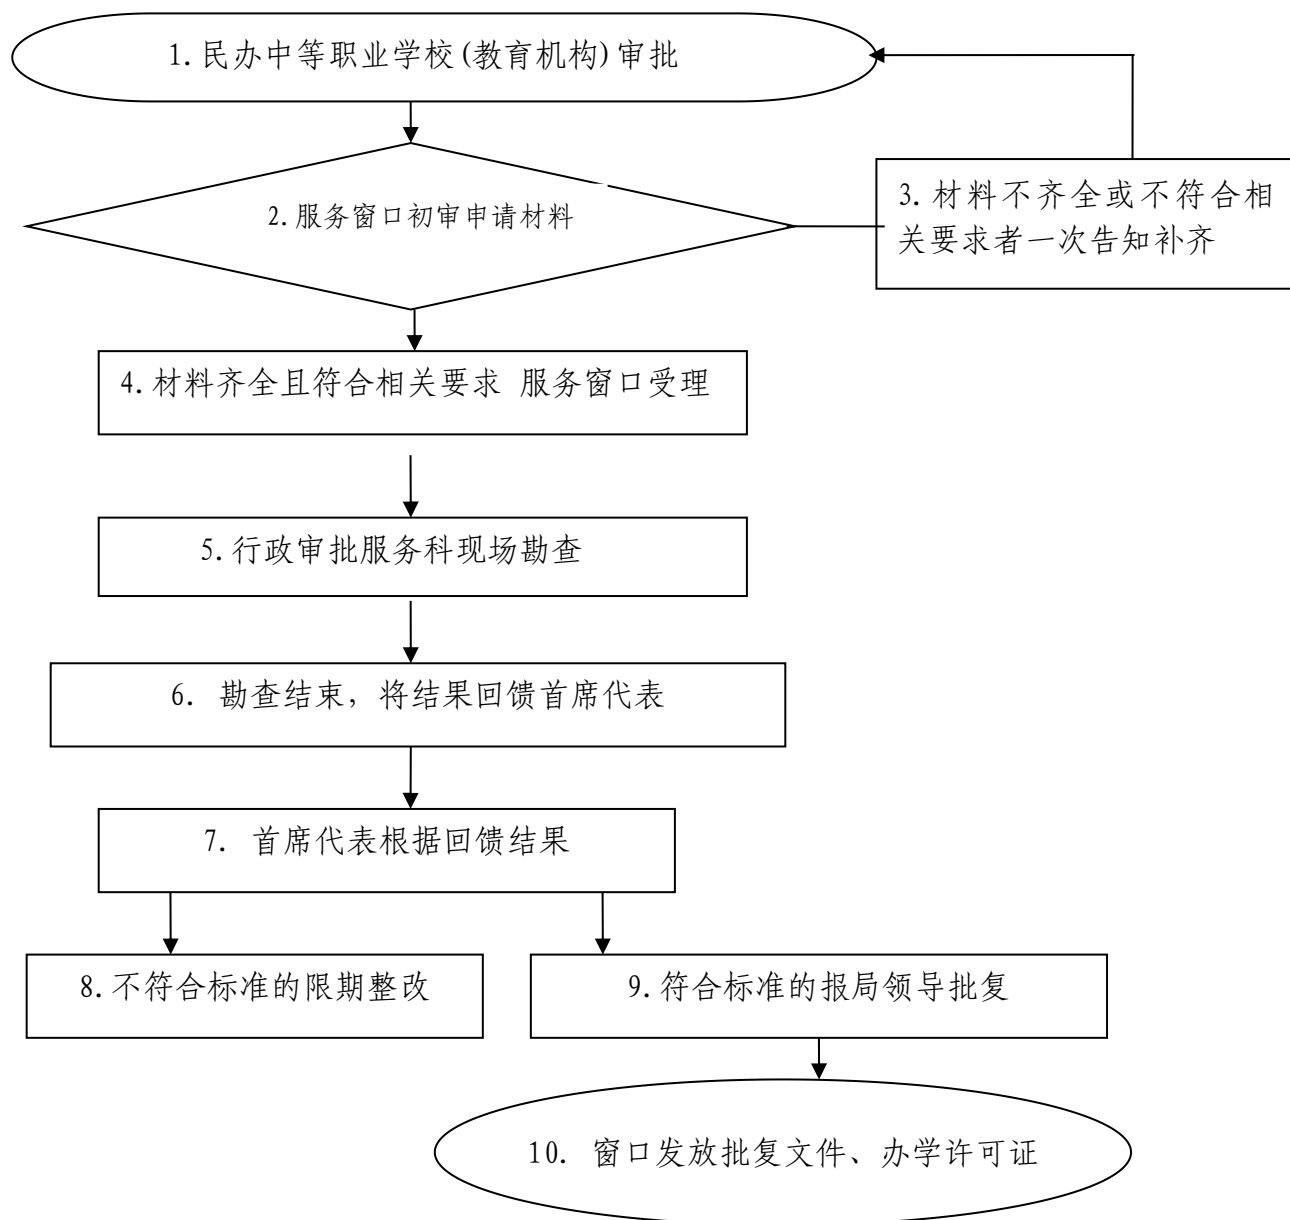 1. 民办中等职业学校(教育机构)审批
2. 服务窗口初审申请材料
3. 材料不齐全或不符合相
关要求者一次告知补齐
4. 材料齐全且符合相关要求 服务窗口受理
5. 行政审批服务科现场勘查
6. 勘查结束，将结果回馈首席代表
7. 首席代表根据回馈结果
8. 不符合标准的限期整改
9. 符合标准的报局领导批复
10. 窗口发放批复文件、办学许可证